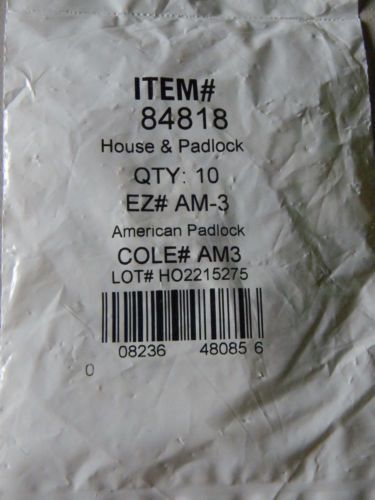 ITEM#
84818
House & Padlock
QTY: 10
EZ# AM-3
American Padlock
COLE# AM3
LOT# HO2215275
0 08236 48085 6